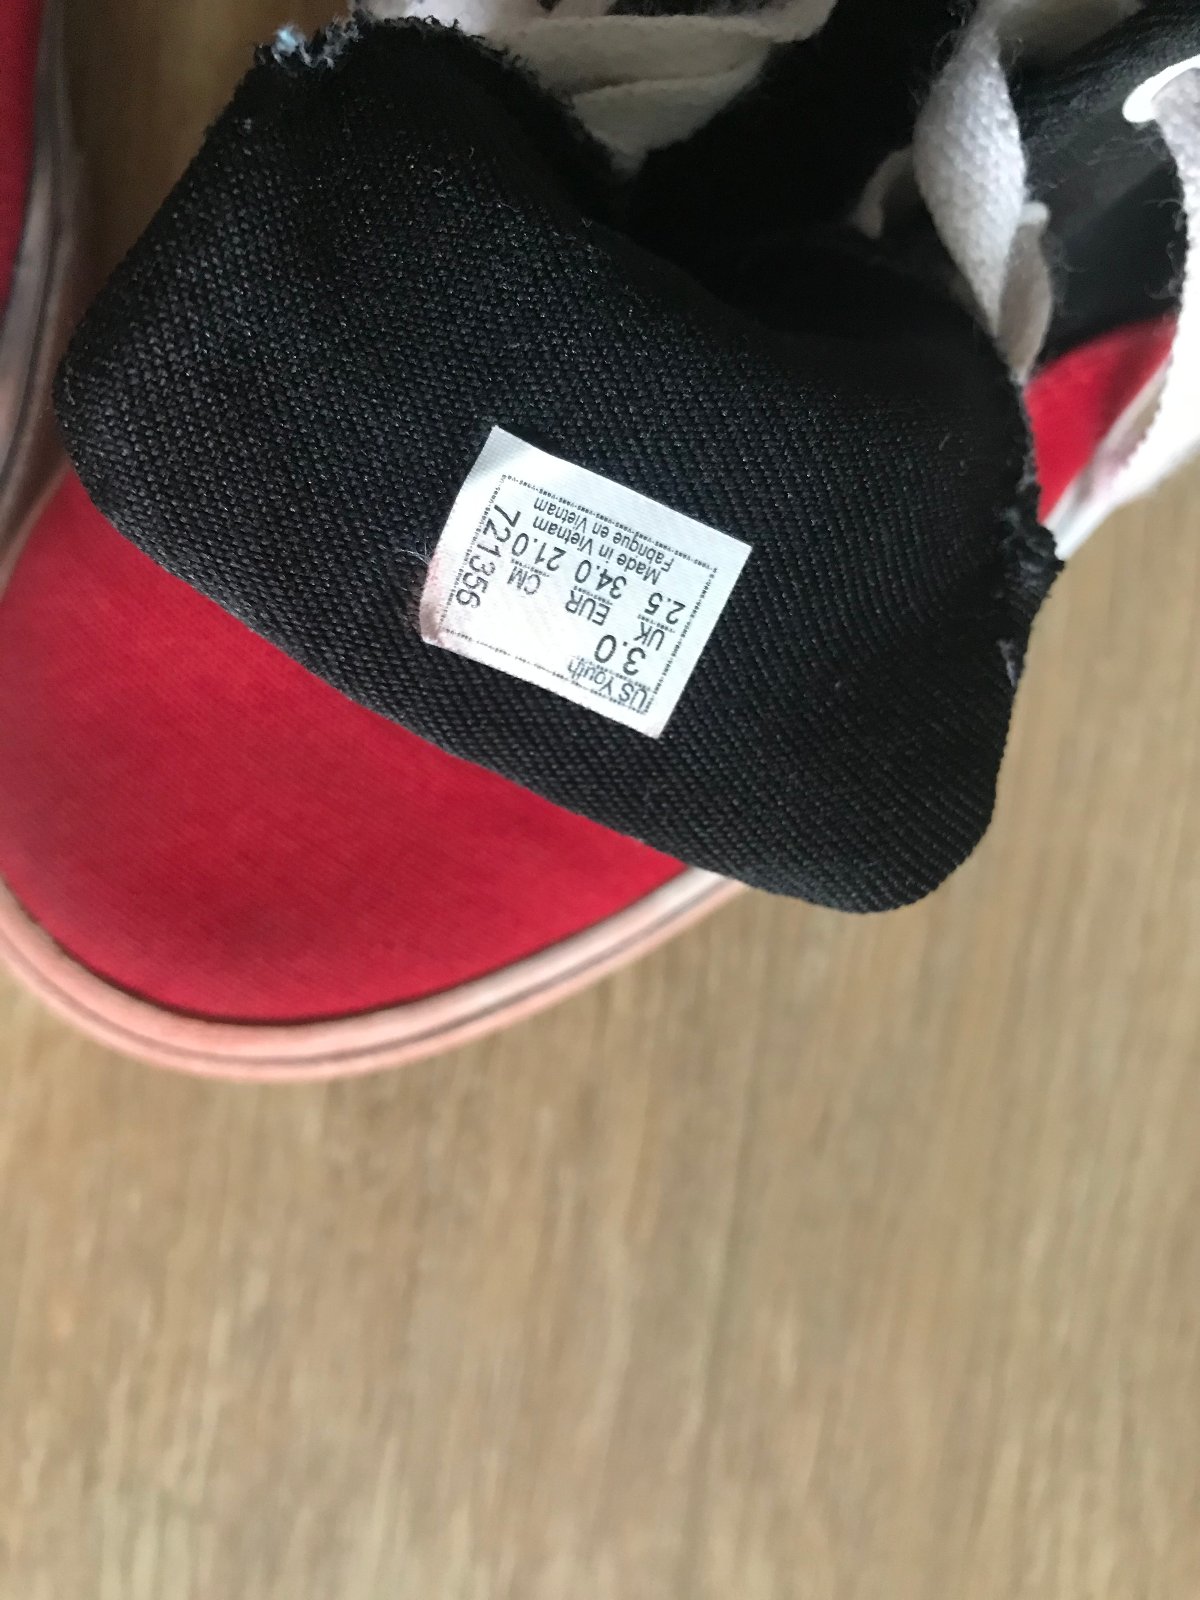 US Youth
3.0
UK EUR CM
2.5 34.0 21.0
Made in Vietnam
Fabrique en Vietnam
721356